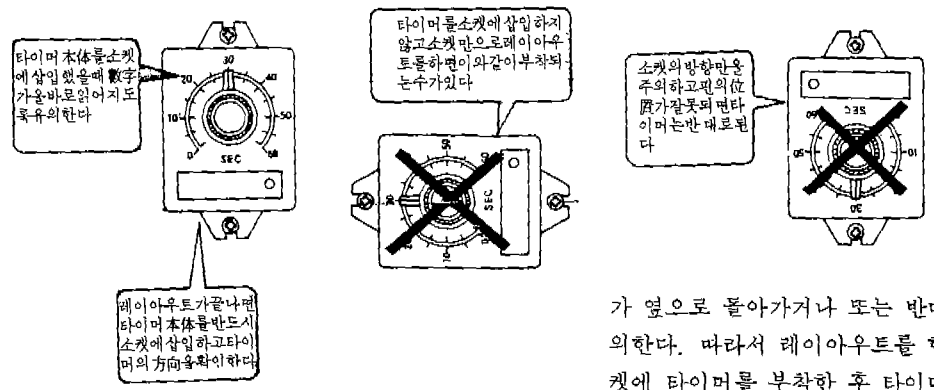 타이머 本体를소켓
에삽입했을때 數字
가올바로읽어지도
록유의한다
타이머를소켓에삽입하지
않고소켓만으로레이아우
트를하면이와같이부착되
는수가있다
소켓의방향만을
주의하고핀의位
置가잘못되면타
이머는반대로된
다
0
10
20
30
40
50
60
SEC
30
SEC
10
30
50
60
SEC
레이아우트가끝나면
타이머本体를반드시
소켓에삽입하고타이
머의方向을확인하다
가 옆으로 돌아가거나 또는 반대
의한다. 따라서 레이아우트를
켓에 타이머를 부착한 후 타이머